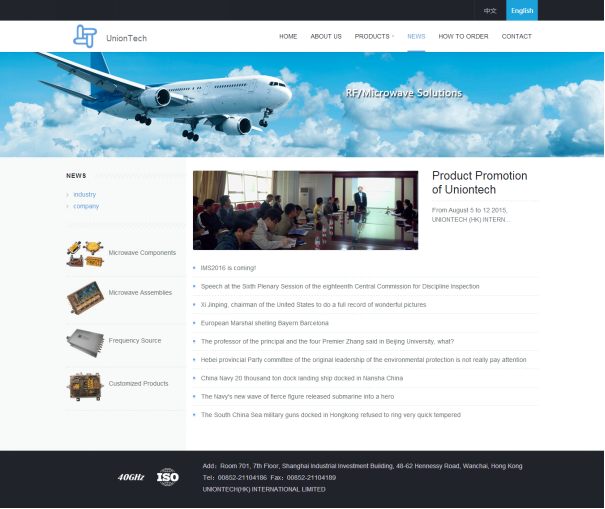 中文 English
UnionTech
HOME ABOUT US PRODUCTS NEWS HOW TO ORDER CONTACT
RF/Microwave Solutions
NEWS
industry
company
Product Promotion
of Uniontech
From August 5 to 12 2015,
UNIONTECH (HK) INTERN...
Microwave Components
Microwave Assemblies
Frequency Source
Customized Products
IMS2016 is coming!
Speech at the Sixth Plenary Session of the eighteenth Central Commission for Discipline Inspection
Xi Jinping, chairman of the United States to do a full record of wonderful pictures
European Marshal shelling Bayern Barcelona
The professor of the principal and the four Premier Zhang said in Beijing University, what?
Hebei provincial Party committee of the original leadership of the environmental protection is not really pay attention
China Navy 20 thousand ton dock landing ship docked in Nansha China
The Navy's new wave of fierce figure released submarine into a hero
The South China Sea military guns docked in Hongkong refused to ring very quick tempered
40GHz ISO
Add: Room 701, 7th Floor, Shanghai Industrial Investment Building, 48-62 Hennessy Road, Wanchai, Hong Kong
Tel: 00852-21104186 Fax: 00852-21104189
UNIONTECH(HK) INTERNATIONAL LIMITED